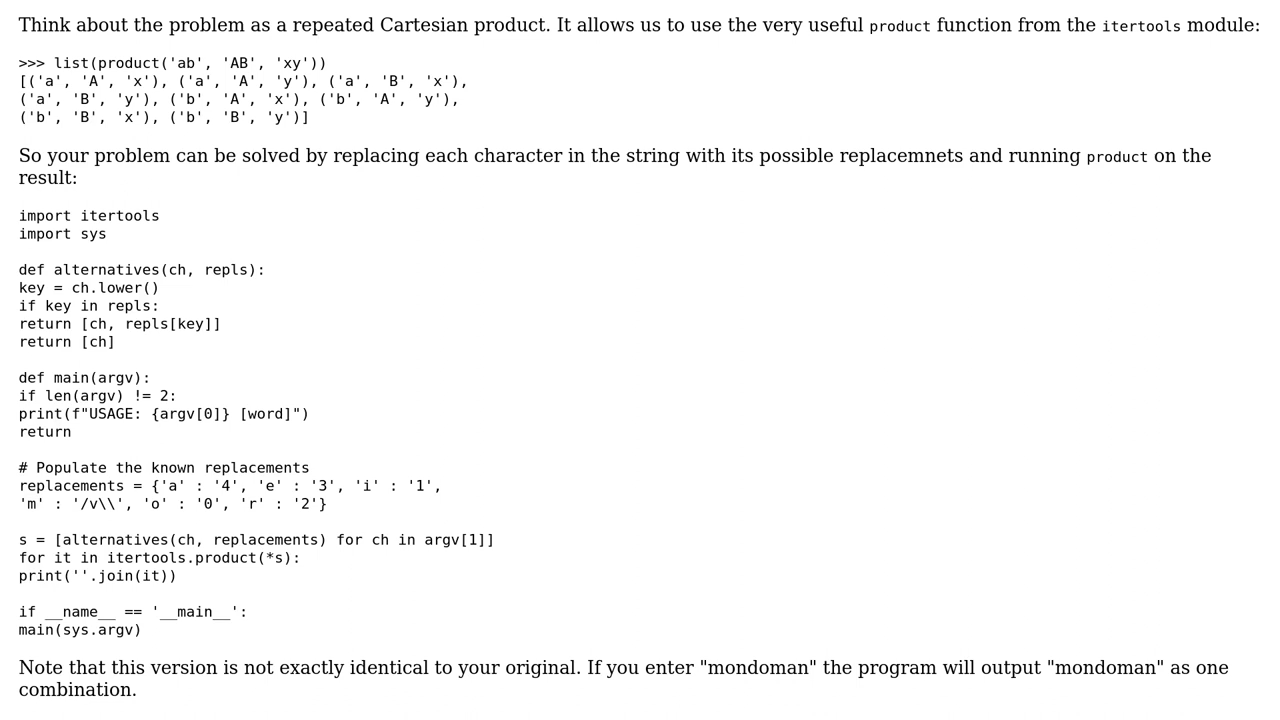 Think about the problem as a repeated Cartesian product. It allows us to use the very useful product function from the itertools module:
>>> list(product('ab', 'AB', 'xy'))
[('a', 'A', 'x'), ('a', 'A', 'y'), ('a', 'B', 'x'),
('a', 'B', 'y'), ('b', 'A', 'x'), ('b', 'A', 'y'),
('b', 'B', 'x'), ('b', 'B', 'y')]
So your problem can be solved by replacing each character in the string with its possible replacemnets and running product on the
result:
import itertools
import sys
def alternatives(ch, repls):
key = ch.lower()
if key in repls:
return [ch, repls[key]]
return [ch]
def main(argv):
if len(argv) != 2:
print(f"USAGE: {argv[0]} [word]")
return
# Populate the known replacements
replacements = {'a' : '4', 'e' : '3', 'i' : '1',
'm' : '/v\\', 'o' : '0', 'r' : '2'}
s = [alternatives(ch, replacements) for ch in argv[1]]
for it in itertools.product(*s):
print(''.join(it))
if __name__ == '__main__':
main(sys.argv)
Note that this version is not exactly identical to your original. If you enter "mondoman" the program will output "mondoman" as one
combination.